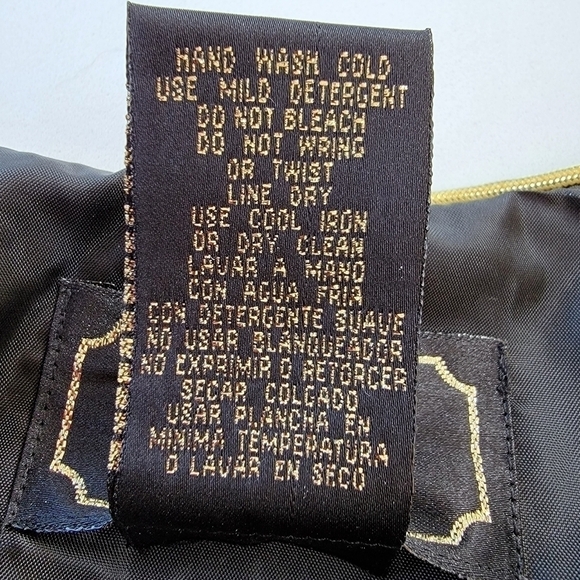 HAND WASH COLD
USE MILD DETERGENT
DO NOT BLEACH
DO NOT WRING
OR TWIST
LINE DRY
USE COOL IRON
OR DRY CLEAN
LAVAR A MANO
CON AGUA FRIA
CON DETERGENTE SUAVE
NO USAR BLANQUEADER
NO EXPRIMIR O RETORCER
SECAR COLGADO
USAR PLANCHA EN
MINIMA TEMPERATURA
O LAVAR EN SECO